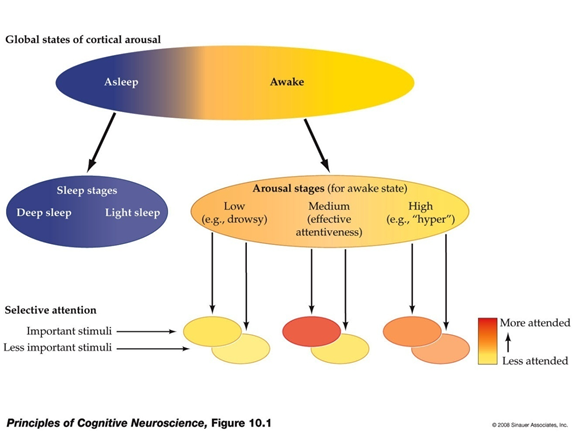 Global states of cortical arousal
Asleep
Awake
Sleep stages
Deep sleep
Light sleep
Arousal stages (for awake state)
Low
(e.g., drowsy)
Medium
(effective
attentiveness)
High
(e.g., “hyper”)
Selective attention
Important stimuli
Less important stimuli
More attended
Less attended
Principles of Cognitive Neuroscience, Figure 10.1
© 2008 Sinauer Associates, Inc.